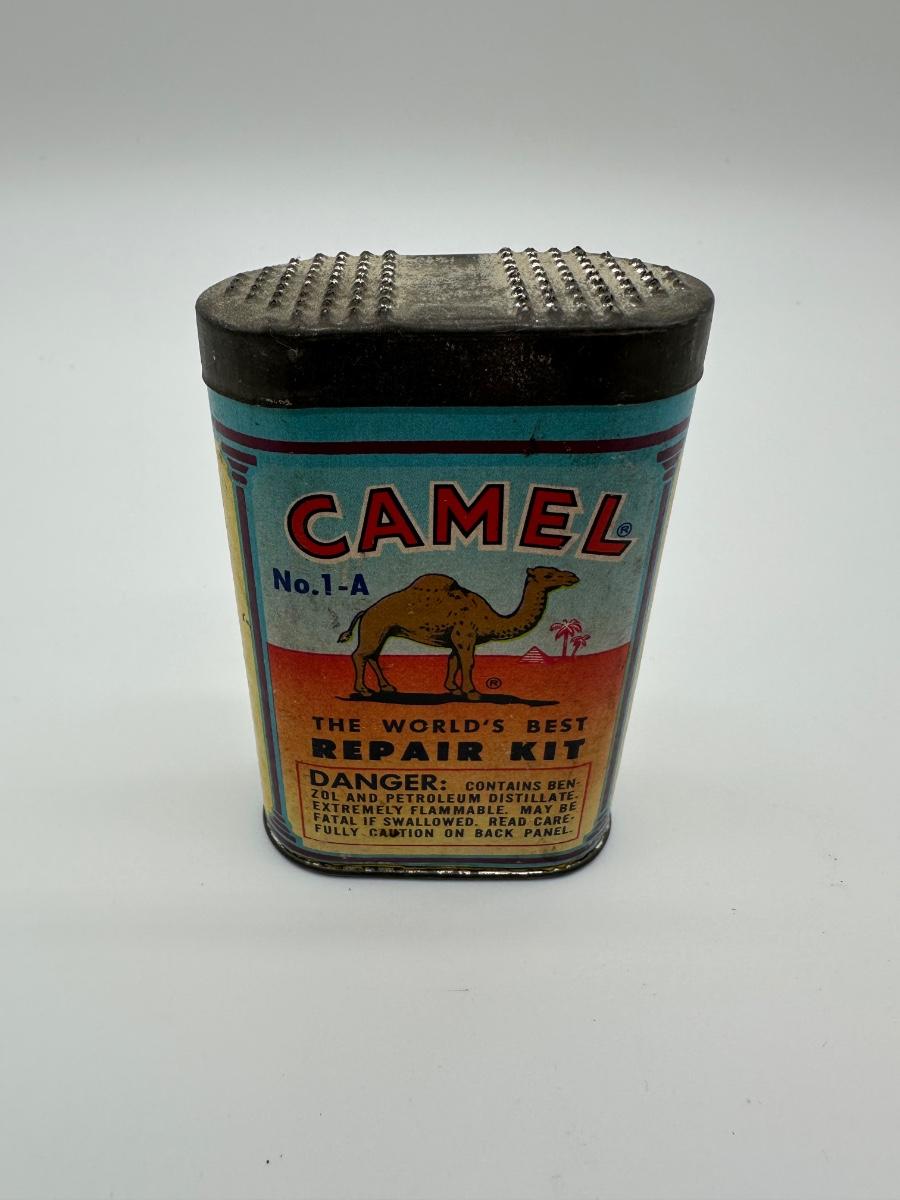 CAMEL®
No.1-A
®
THE WORLD'S BEST
REPAIR KIT
DANGER: CONTAINS BEN-
ZOL AND PETROLEUM DISTILLATE.
EXTREMELY FLAMMABLE. MAY BE
FATAL IF SWALLOWED. READ CARE-
FULLY CAUTION ON BACK PANEL.